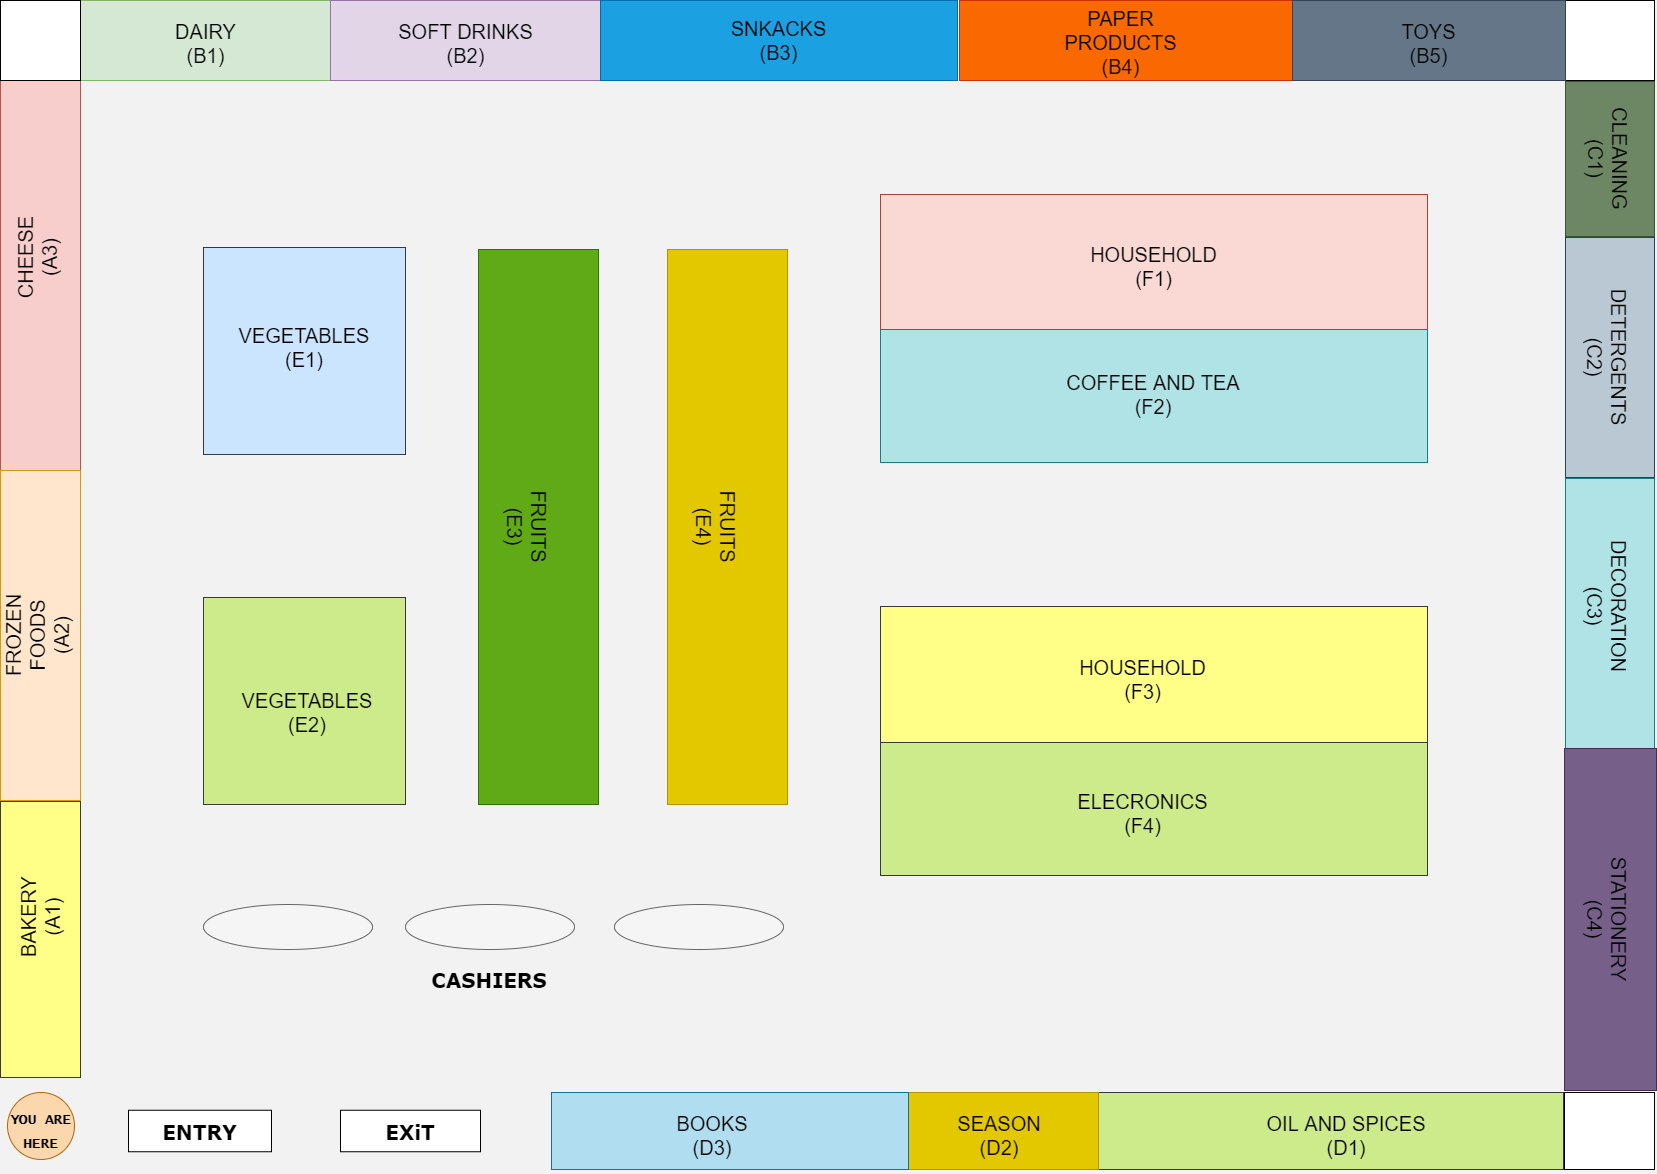 DAIRY
(B1)
SOFT DRINKS
(B2)
SNKACKS
(B3)
PAPER
PRODUCTS
(B4)
TOYS
(B5)
CHEESE
(A3)
FROZEN
FOODS
(A2)
BAKERY
(A1)
VEGETABLES
(E1)
VEGETABLES
(E2)
FRUITS
(E3)
FRUITS
(E4)
HOUSEHOLD
(F1)
COFFEE AND TEA
(F2)
HOUSEHOLD
(F3)
ELECRONICS
(F4)
CLEANING
(C1)
DETERGENTS
(C2)
DECORATION
(C3)
STATIONERY
(C4)
CASHIERS
YOU ARE
HERE
ENTRY
EXiT
BOOKS
(D3)
SEASON
(D2)
OIL AND SPICES
(D1)